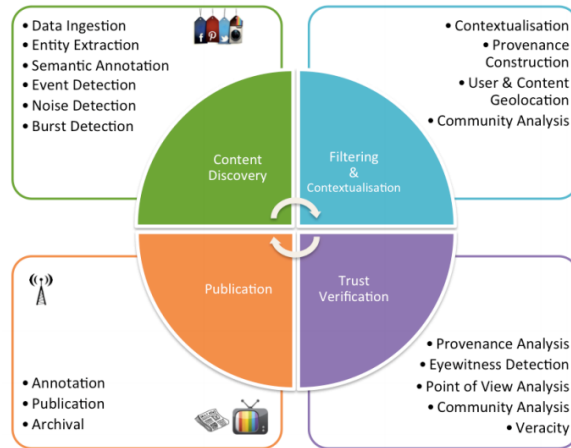 • Data Ingestion
• Entity Extraction
• Semantic Annotation
• Event Detection
• Noise Detection
• Burst Detection
• Contextualisation
• Provenance
Construction
• User & Content
Geolocation
• Community Analysis
Content
Discovery
Filtering
&
Contextualisation
Publication
Trust
Verification
• Annotation
• Publication
• Archival
• Provenance Analysis
• Eyewitness Detection
• Point of View Analysis
• Community Analysis
• Veracity